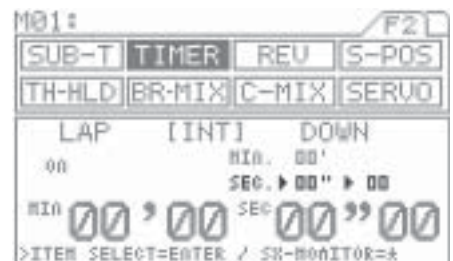 M01: F2
SUB-T TIMER REV S-POS
TH-HLD BR-MIX C-MIX SERVO
LAP [INT] DOWN
ON MIN. 00'
SEC.▶00" ▶ 00
MIN 00 ’ 00 SEC 00 ” 00
>ITEM SELECT=ENTER / SX-MONITOR=±